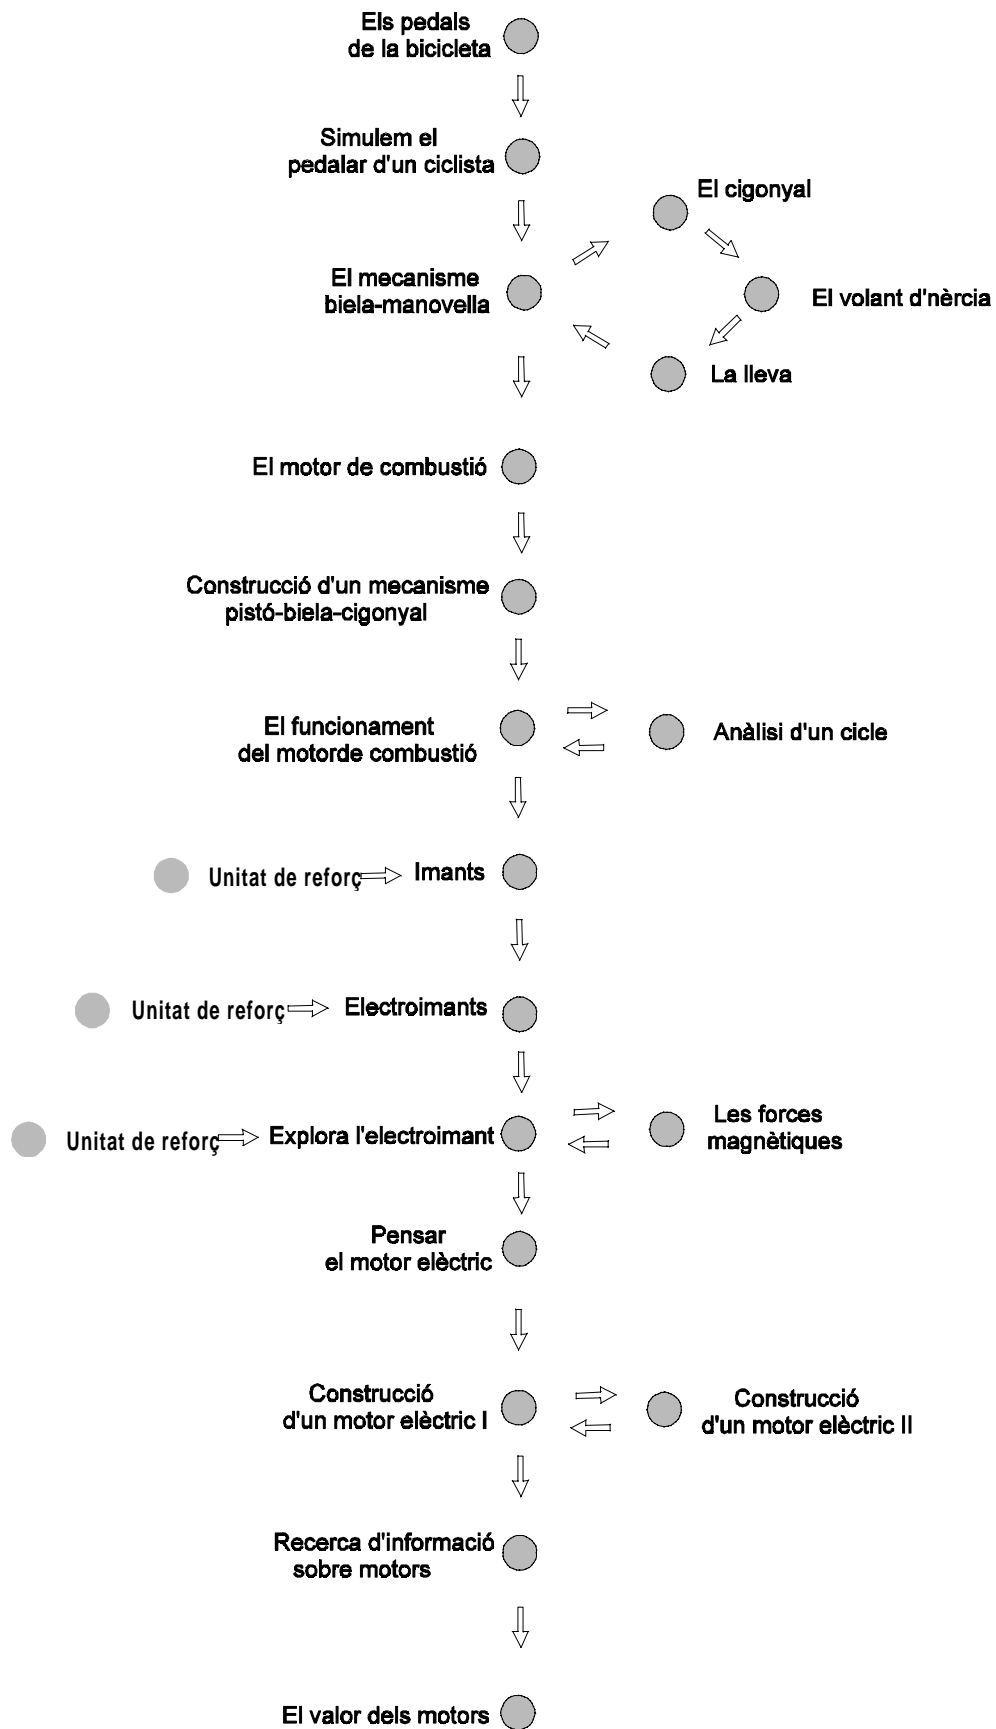 Els pedals
de la bicicleta
Simulem el
pedalar d'un ciclista
El cigonyal
El mecanisme
biela-manovella
El volant d'nèrcia
La lleva
El motor de combustió
Construcció d'un mecanisme
pistó-biela-cigonyal
El funcionament
del motorde combustió
Anàlisi d'un cicle
Unitat de reforç
Imants
Unitat de reforç
Electroimants
Unitat de reforç
Explora l'electroimant
Les forces
magnètiques
Pensar
el motor elèctric
Construcció
d'un motor elèctric I
Construcció
d'un motor elèctric II
Recerca d'informació
sobre motors
El valor dels motors